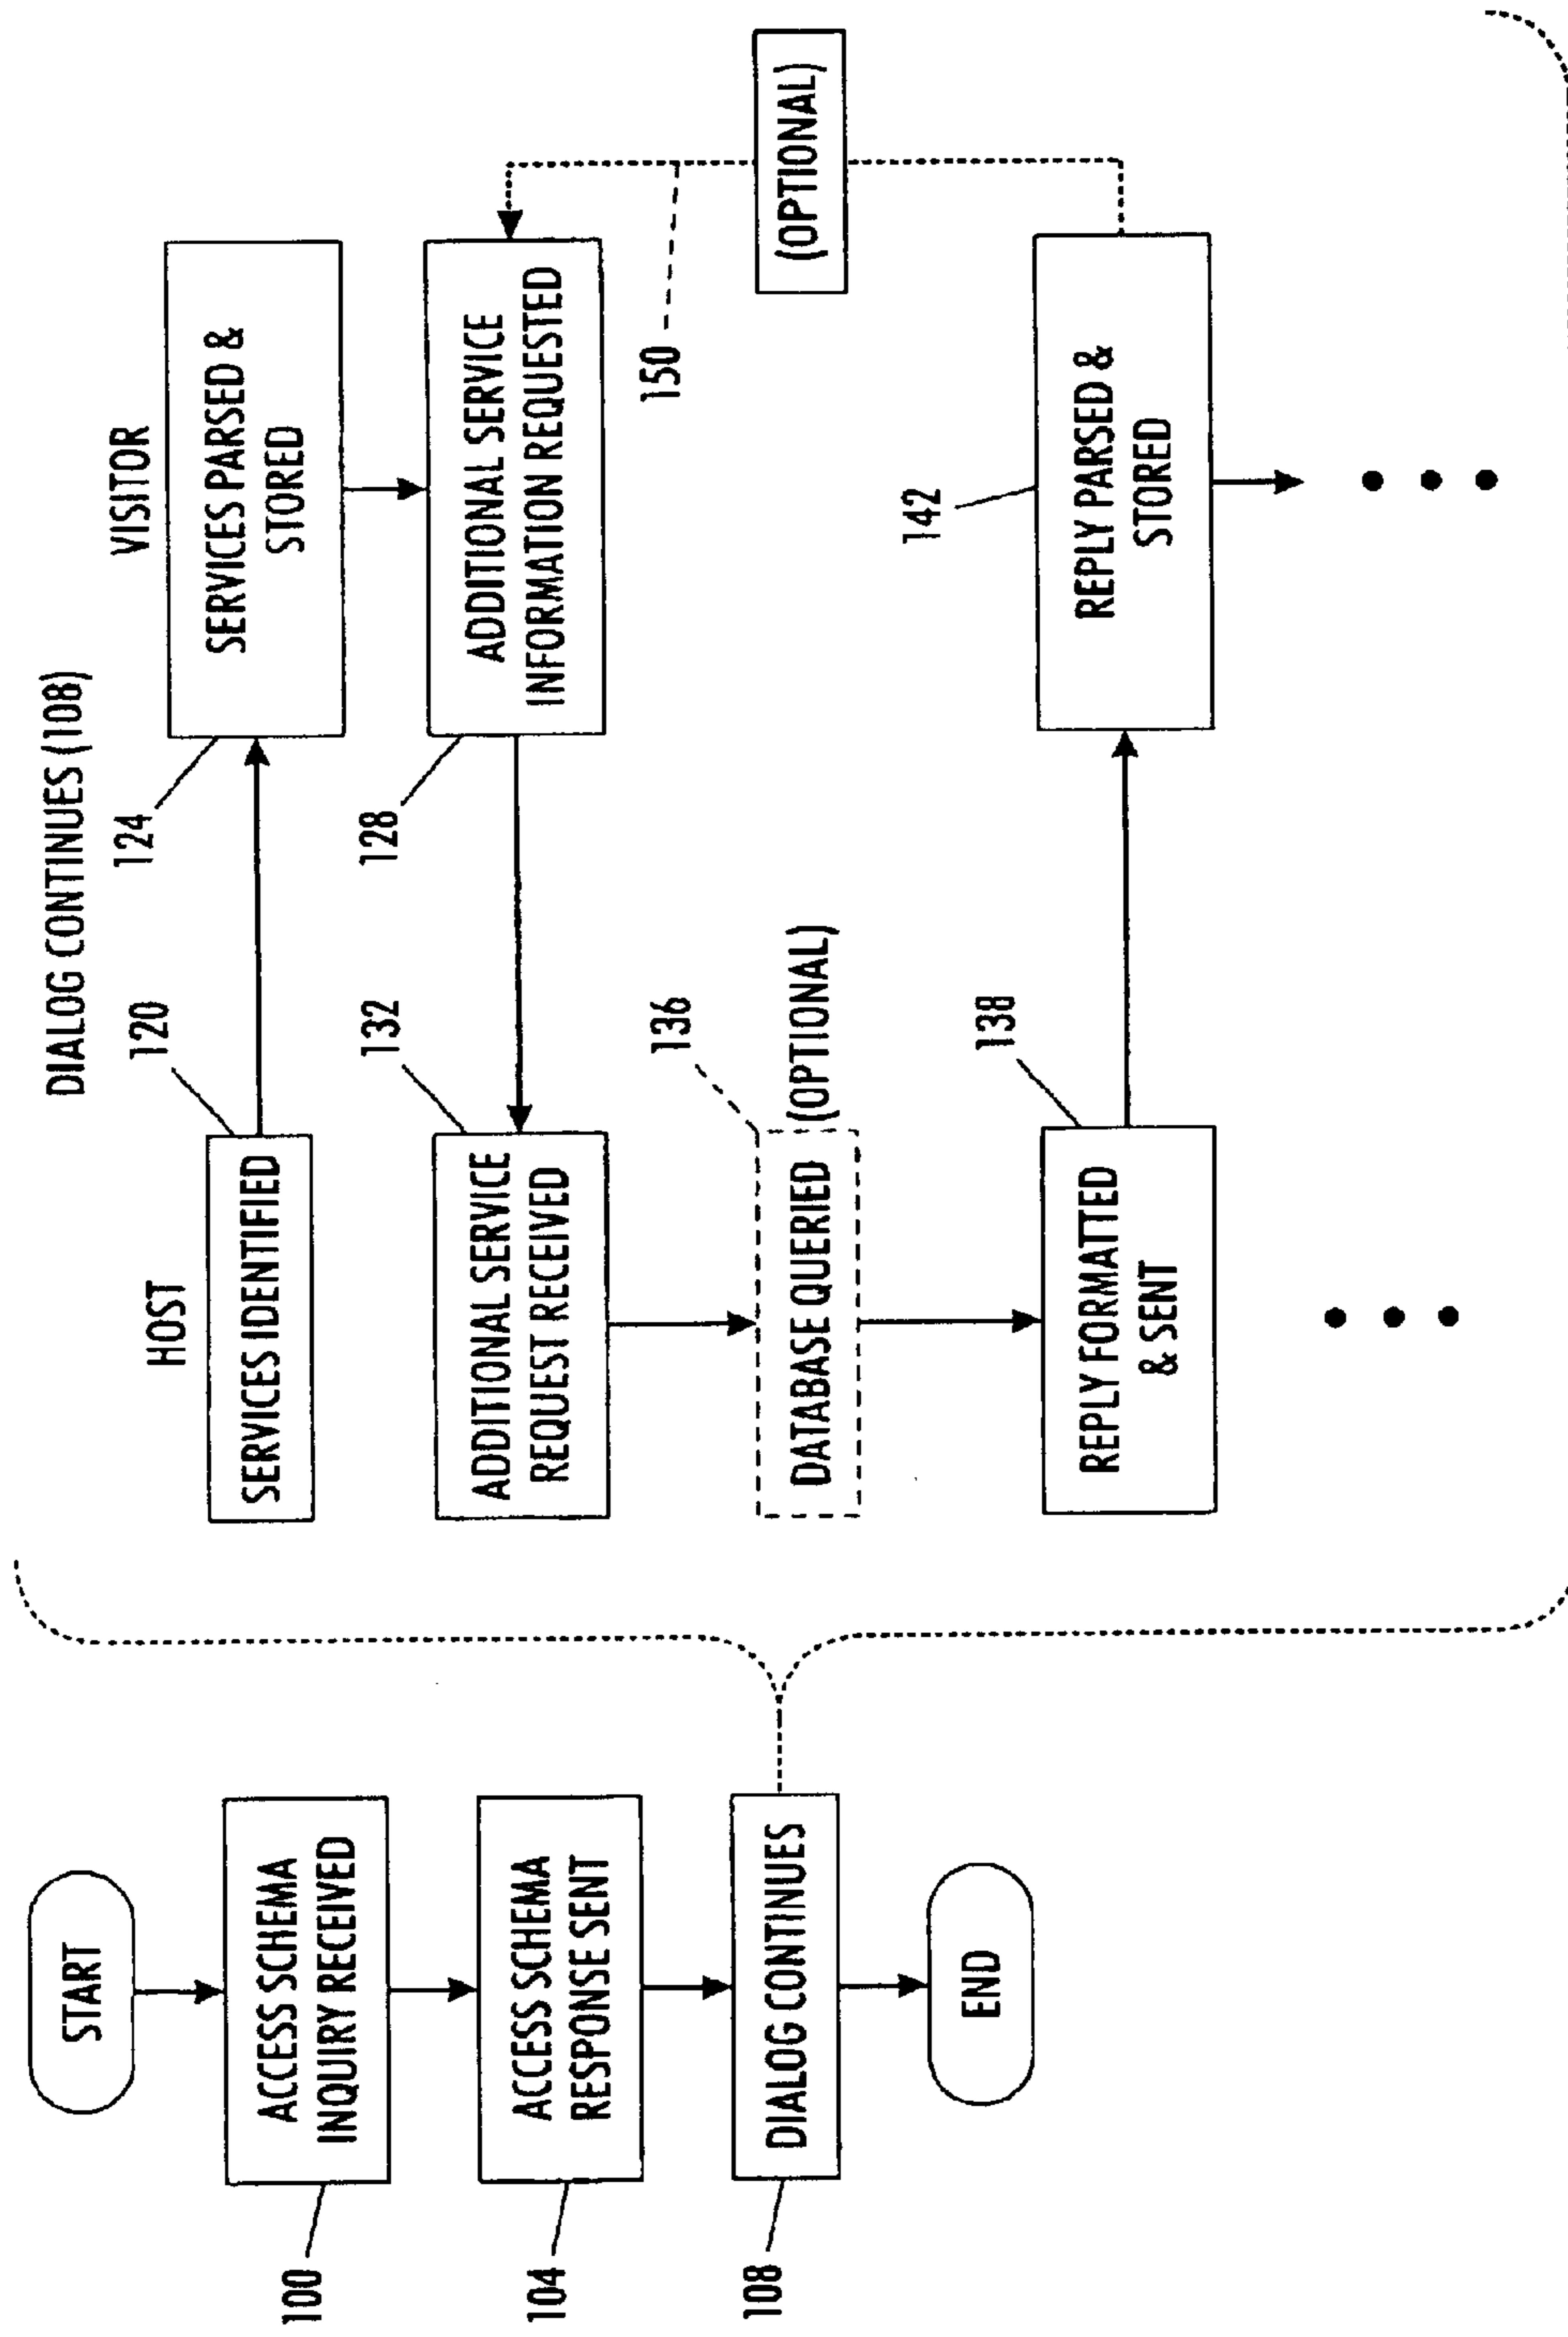 START
ACCESS SCHEMA
INQUIRY RECEIVED
100
ACCESS SCHEMA
RESPONSE SENT
104
DIALOG CONTINUES
108
END
DIALOG CONTINUES (108)
HOST
VISITOR
120
SERVICES IDENTIFIED
124
SERVICES PARSED &
STORED
132
ADDITIONAL SERVICE
REQUEST RECEIVED
128
ADDITIONAL SERVICE
INFORMATION REQUESTED
150
136
DATABASE QUERIED
(OPTIONAL)
(OPTIONAL)
138
REPLY FORMATTED
& SENT
142
REPLY PARSED &
STORED